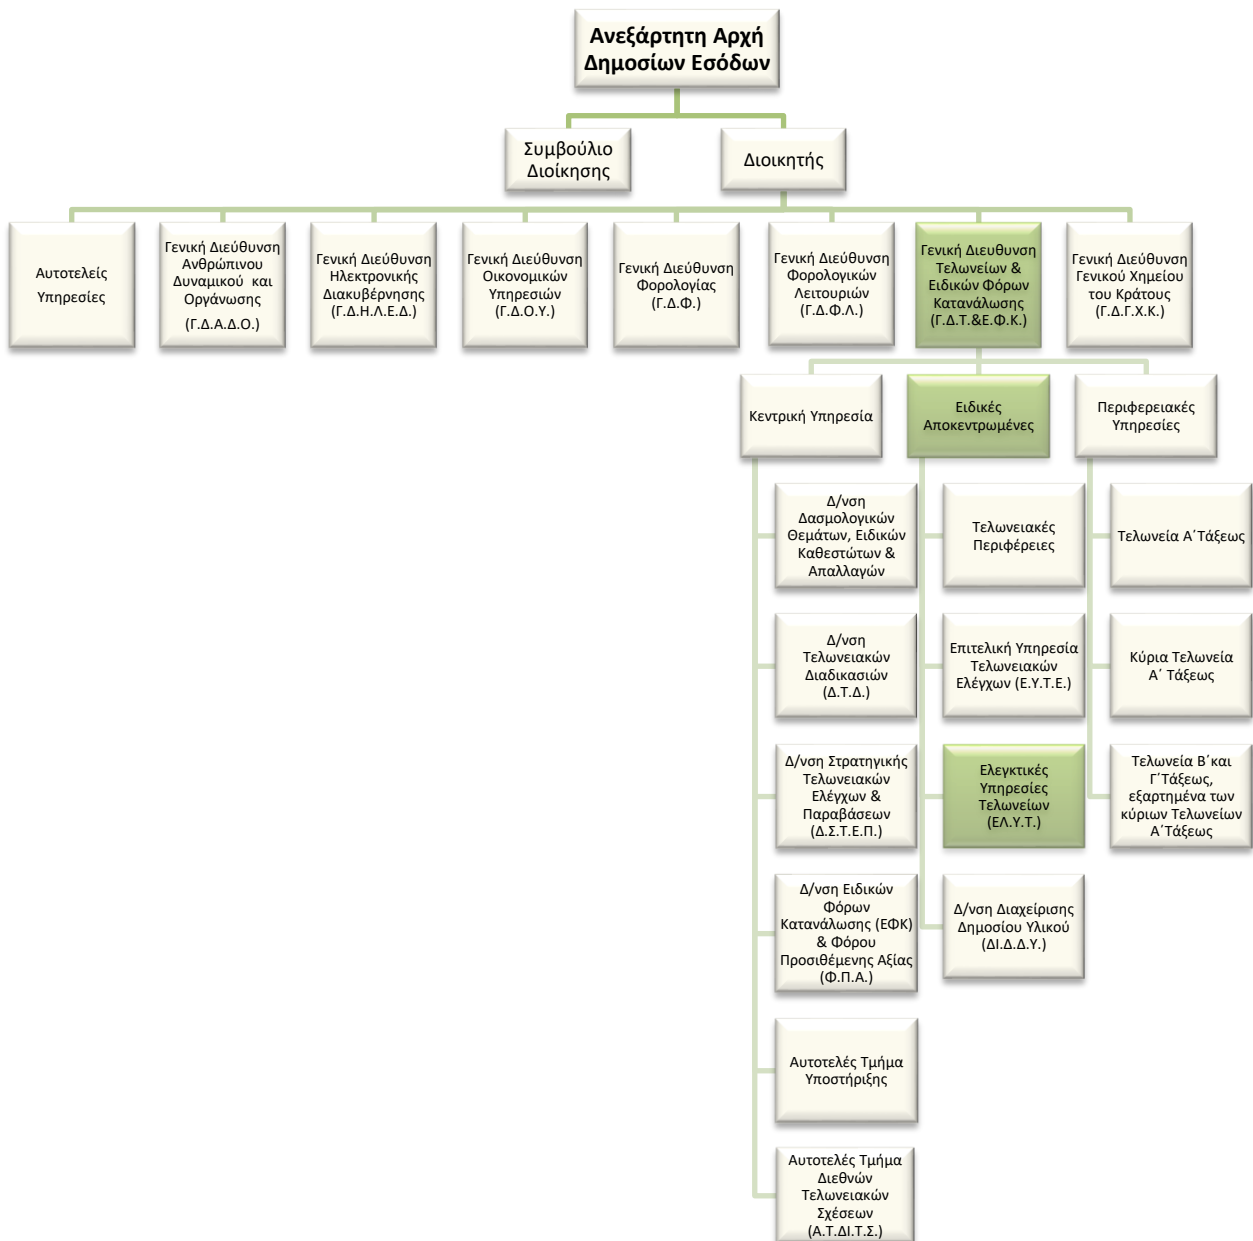 Ανεξάρτητη Αρχή
Δημοσίων Εσόδων
Συμβούλιο
Διοίκησης
Διοικητής
Αυτοτελείς
Υπηρεσίες
Γενική Διεύθυνση
Ανθρώπινου
Δυναμικού και
Οργάνωσης
(Γ.Δ.Α.Δ.Ο.)
Γενική Διεύθυνση
Ηλεκτρονικής
Διακυβέρνησης
(Γ.Δ.Η.Λ.Ε.Δ.)
Γενική Διεύθυνση
Οικονομικών
Υπηρεσιών
(Γ.Δ.Ο.Υ.)
Γενική Διεύθυνση
Φορολογίας
(Γ.Δ.Φ.)
Γενική Διεύθυνση
Φορολογικών
Λειτουριών
(Γ.Δ.Φ.Λ.)
Γενική Διευθυνση
Τελωνείων &
Ειδικών Φόρων
Κατανάλωσης
(Γ.Δ.Τ.&Ε.Φ.Κ.)
Γενική Διεύθυνση
Γενικού Χημείου
του Κράτους
(Γ.Δ.Γ.Χ.Κ.)
Κεντρική Υπηρεσία
Ειδικές
Αποκεντρωμένες
Περιφερειακές
Υπηρεσίες
Δ/νση
Δασμολογικών
Θεμάτων, Ειδικών
Καθεστώτων &
Απαλλαγών
Τελωνειακές
Περιφέρειες
Τελωνεία Α΄Τάξεως
Δ/νση
Τελωνειακών
Διαδικασιών
(Δ.Τ.Δ.)
Επιτελική Υπηρεσία
Τελωνειακών
Ελέγχων (Ε.Υ.Τ.Ε.)
Κύρια Τελωνεία
Α΄ Τάξεως
Δ/νση Στρατηγικής
Τελωνειακών
Ελέγχων &
Παραβάσεων
(Δ.Σ.Τ.Ε.Π.)
Ελεγκτικές
Υπηρεσίες
Τελωνείων
(ΕΛ.Υ.Τ.)
Τελωνεία Β΄και
Γ΄Τάξεως,
εξαρτημένα των
κύριων Τελωνείων
Α΄Τάξεως
Δ/νση Ειδικών
Φόρων
Κατανάλωσης (ΕΦΚ)
& Φόρου
Προσιθέμενης Αξίας
(Φ.Π.Α.)
Δ/νση Διαχείρισης
Δημοσίου Υλικού
(ΔΙ.Δ.Δ.Υ.)
Αυτοτελές Τμήμα
Υποστήριξης
Αυτοτελές Τμήμα
Διεθνών
Τελωνειακών
Σχέσεων
(Α.Τ.ΔΙ.Τ.Σ.)